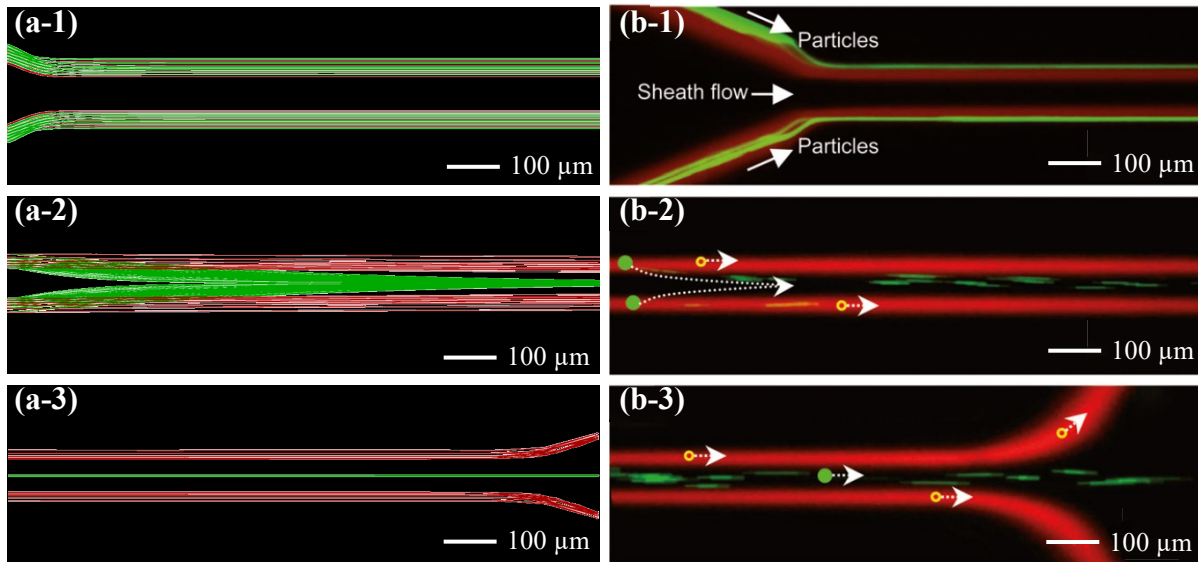 (a-1)
100 µm
(b-1)
Particles
Sheath flow
Particles
100 µm
(a-2)
100 µm
(b-2)
100 µm
(a-3)
100 µm
(b-3)
100 µm